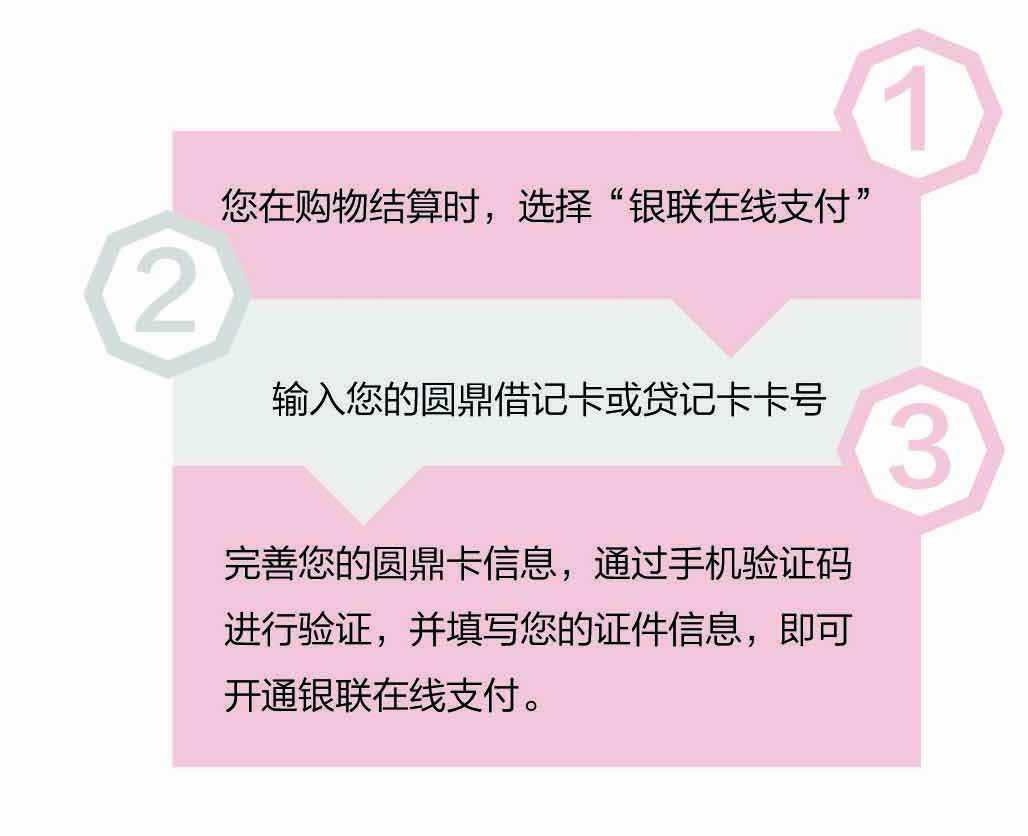 1
您在购物结算时，选择“银联在线支付”
2
输入您的圆鼎借记卡或贷记卡卡号
3
完善您的圆鼎卡信息，通过手机验证码
进行验证，并填写您的证件信息，即可
开通银联在线支付。